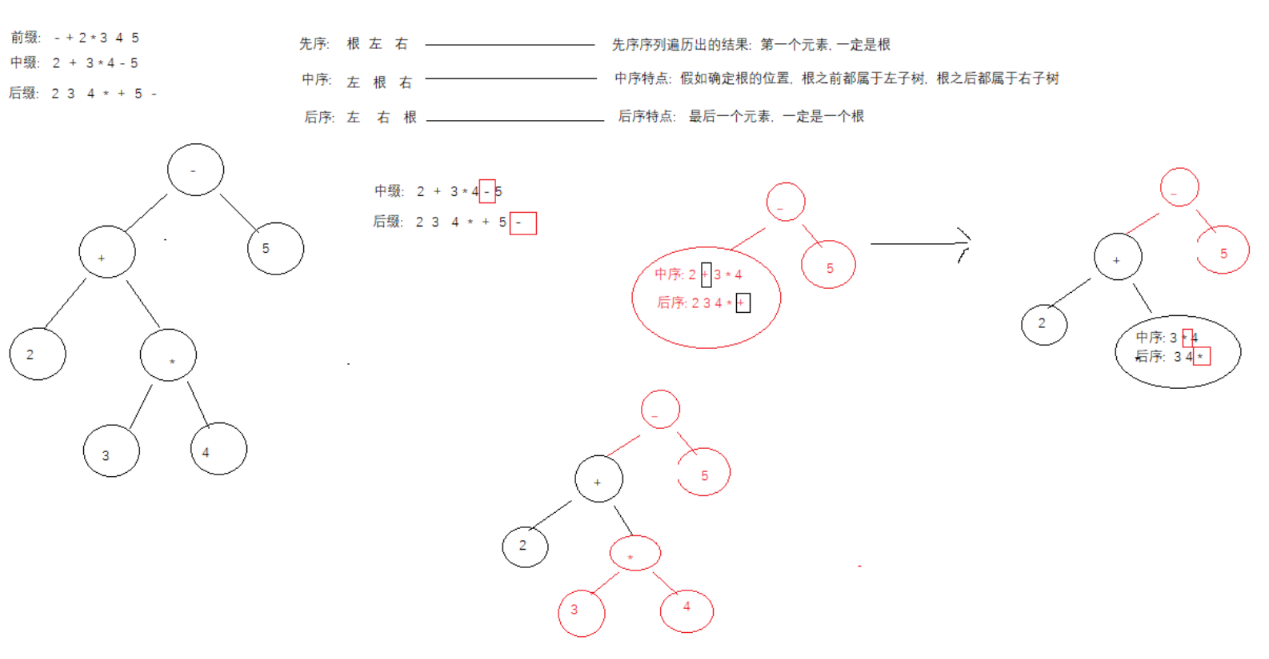 前缀: - + 2 * 3 4 5
中缀: 2 + 3 * 4 - 5
后缀: 2 3 4 * + 5 -
先序: 根 左 右
先序序列遍历出的结果: 第一个元素, 一定是根
中序: 左 根 右
中序特点: 假如确定根的位置, 根之前都属于左子树, 根之后都属于右子树
后序: 左 右 根
后序特点: 最后一个元素, 一定是一个根
-
+
5
2
*
3
4
中缀: 2 + 3 * 4 - 5
后缀: 2 3 4 * + 5 -
-
中序: 2 + 3 * 4
后序: 2 3 4 * +
5
-
+
5
2
中序: 3 * 4
后序: 3 4 *
-
+
5
2
*
3
4